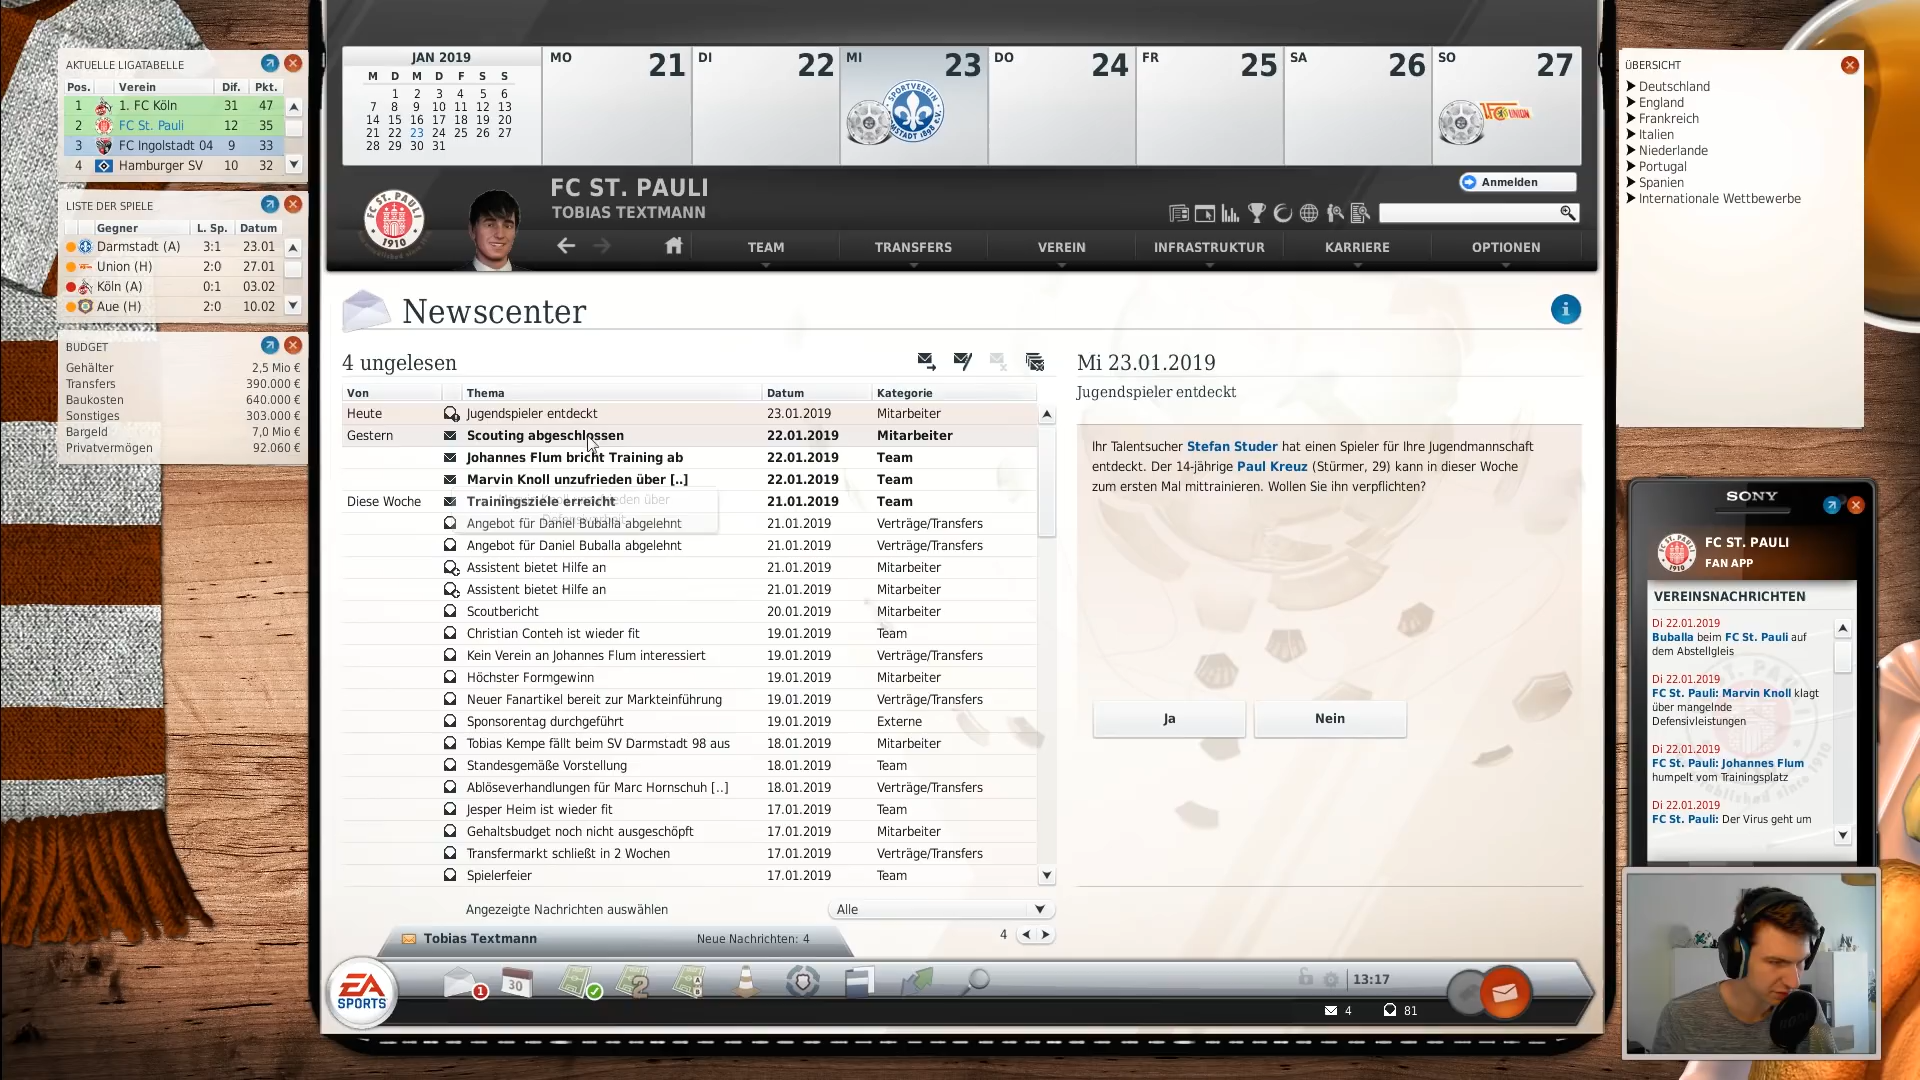 AKTUELLE LIGATABELLE
Pos. Verein Dif. Pkt.
1 1. FC Köln 31 47
2 FC St. Pauli 12 35
3 FC Ingolstadt 04 9 33
4 Hamburger SV 10 32
LISTE DER SPIELE
Gegner L. Sp. Datum
Darmstadt (A) 3:1 23.01
Union (H) 2:0 27.01
Köln (A) 0:1 03.02
Aue (H) 2:0 10.02
BUDGET
Gehälter 2,5 Mio €
Transfers 390.000 €
Baukosten 640.000 €
Sonstiges 303.000 €
Bargeld 7,0 Mio €
Privatvermögen 92.060 €
JAN 2019
M D M D F S S
1 2 3 4 5 6
7 8 9 10 11 12 13
14 15 16 17 18 19 20
21 22 23 24 25 26 27
28 29 30 31
MO 21 DI 22 MI 23 DO 24 FR 25 SA 26 SO 27
FC ST. PAULI
TOBIAS TEXTMANN
Anmelden
TEAM TRANSFERS VEREIN INFRASTRUKTUR KARRIERE OPTIONEN
Newscenter
4 ungelesen
Von Thema Datum Kategorie
Heute Jugendspieler entdeckt 23.01.2019 Mitarbeiter
Gestern Scouting abgeschlossen 22.01.2019 Mitarbeiter
Johannes Flum bricht Training ab 22.01.2019 Team
Marvin Knoll unzufrieden über [..] 22.01.2019 Team
Diese Woche Trainingsziele erreicht 21.01.2019 Team
Angebot für Daniel Buballa abgelehnt 21.01.2019 Verträge/Transfers
Angebot für Daniel Buballa abgelehnt 21.01.2019 Verträge/Transfers
Assistent bietet Hilfe an 21.01.2019 Mitarbeiter
Assistent bietet Hilfe an 21.01.2019 Mitarbeiter
Scoutbericht 20.01.2019 Mitarbeiter
Christian Conteh ist wieder fit 19.01.2019 Team
Kein Verein an Johannes Flum interessiert 19.01.2019 Verträge/Transfers
Höchster Formgewinn 19.01.2019 Mitarbeiter
Neuer Fanartikel bereit zur Markteinführung 19.01.2019 Verträge/Transfers
Sponsorentag durchgeführt 19.01.2019 Externe
Tobias Kempe fällt beim SV Darmstadt 98 aus 18.01.2019 Mitarbeiter
Standesgemäße Vorstellung 18.01.2019 Team
Ablöseverhandlungen für Marc Hornschuh [..] 18.01.2019 Verträge/Transfers
Jesper Heim ist wieder fit 17.01.2019 Team
Gehaltsbudget noch nicht ausgeschöpft 17.01.2019 Mitarbeiter
Transfermarkt schließt in 2 Wochen 17.01.2019 Verträge/Transfers
Spielerfeier 17.01.2019 Team
Angezeigte Nachrichten auswählen Alle
4
Tobias Textmann Neue Nachrichten: 4
Mi 23.01.2019
Jugendspieler entdeckt
Ihr Talentsucher Stefan Studer hat einen Spieler für Ihre Jugendmannschaft
entdeckt. Der 14-jährige Paul Kreuz (Stürmer, 29) kann in dieser Woche
zum ersten Mal mittrainieren. Wollen Sie ihn verpflichten?
Ja Nein
EA
SPORTS
1
30
2
13:17
4 81
ÜBERSICHT
Deutschland
England
Frankreich
Italien
Niederlande
Portugal
Spanien
Internationale Wettbewerbe
SONY
FC ST. PAULI
FAN APP
VEREINSNACHRICHTEN
Di 22.01.2019
Buballa beim FC St. Pauli auf
dem Abstellgleis
Di 22.01.2019
FC St. Pauli: Marvin Knoll klagt
über mangelnde
Defensivleistungen
Di 22.01.2019
FC St. Pauli: Johannes Flum
humpelt vom Trainingsplatz
Di 22.01.2019
FC St. Pauli: Der Virus geht um